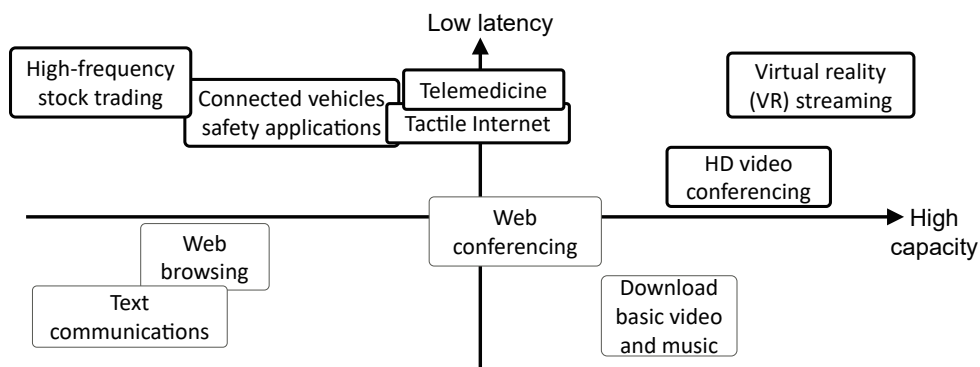 Low latency
High-frequency
stock trading
Connected vehicles
safety applications
Telemedicine
Tactile Internet
Virtual reality
(VR) streaming
HD video
conferencing
Web
conferencing
High
capacity
Web
browsing
Text
communications
Download
basic video
and music